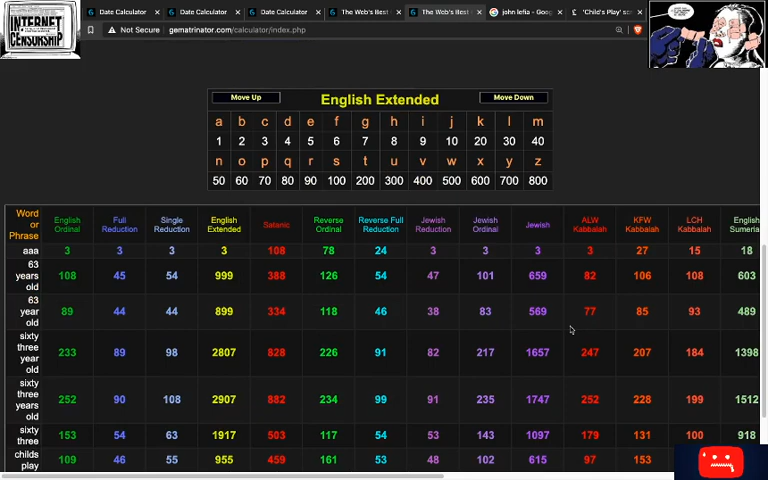 INTERNET
CENSORSHIP
Date Calculator
Date Calculator
Date Calculator
The Web's Best
The Web's Best
john lefia - Goog
'Child's Play' s
Not Secure gematrinator.com/calculator/index.php
Move Up
English Extended
Move Down
a b c d e f g h i j k l m
1 2 3 4 5 6 7 8 9 10 20 30 40
n o p q r s t u v w x y z
50 60 70 80 90 100 200 300 400 500 600 700 800
Word or Phrase English Ordinal Full Reduction Single Reduction English Extended Satanic Reverse Ordinal Reverse Full Reduction Jewish Reduction Jewish Ordinal Jewish ALW Kabbalah KFW Kabbalah LCH Kabbalah English Sumeria
aaa 3 3 3 3 108 78 24 3 3 3 3 27 15 18
63 years old 108 45 54 999 388 126 54 47 101 659 82 106 108 603
63 year old 89 44 44 899 334 118 46 38 83 569 77 85 93 489
sixty three year old 233 89 98 2807 828 226 91 82 217 1657 247 207 184 1398
sixty three years old 252 90 108 2907 882 234 99 91 235 1747 252 228 199 1512
sixty three 153 54 63 1917 503 117 54 53 143 1097 179 131 100 918
childs play 109 46 55 955 459 161 53 48 102 615 97 153